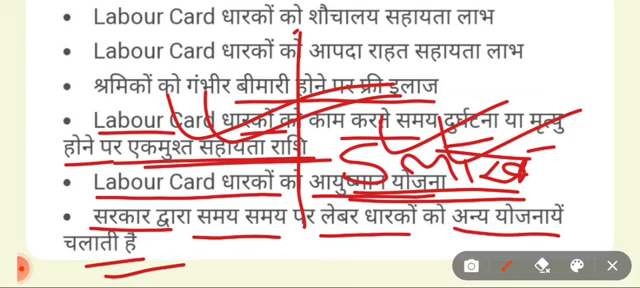 Labour Card धारकों को शौचालय सहायता लाभ
Labour Card धारकों को आपदा राहत सहायता लाभ
श्रमिकों को गंभीर बीमारी होने पर फ्री इलाज
Labour Card धारकों को काम करते समय दुर्घटना या मृत्यु
होने पर एकमुश्त सहायता राशि
Labour Card धारकों को आयुष्मान योजना
सरकार द्वारा समय समय पर लेबर धारकों को अन्य योजनायें
चलाती है